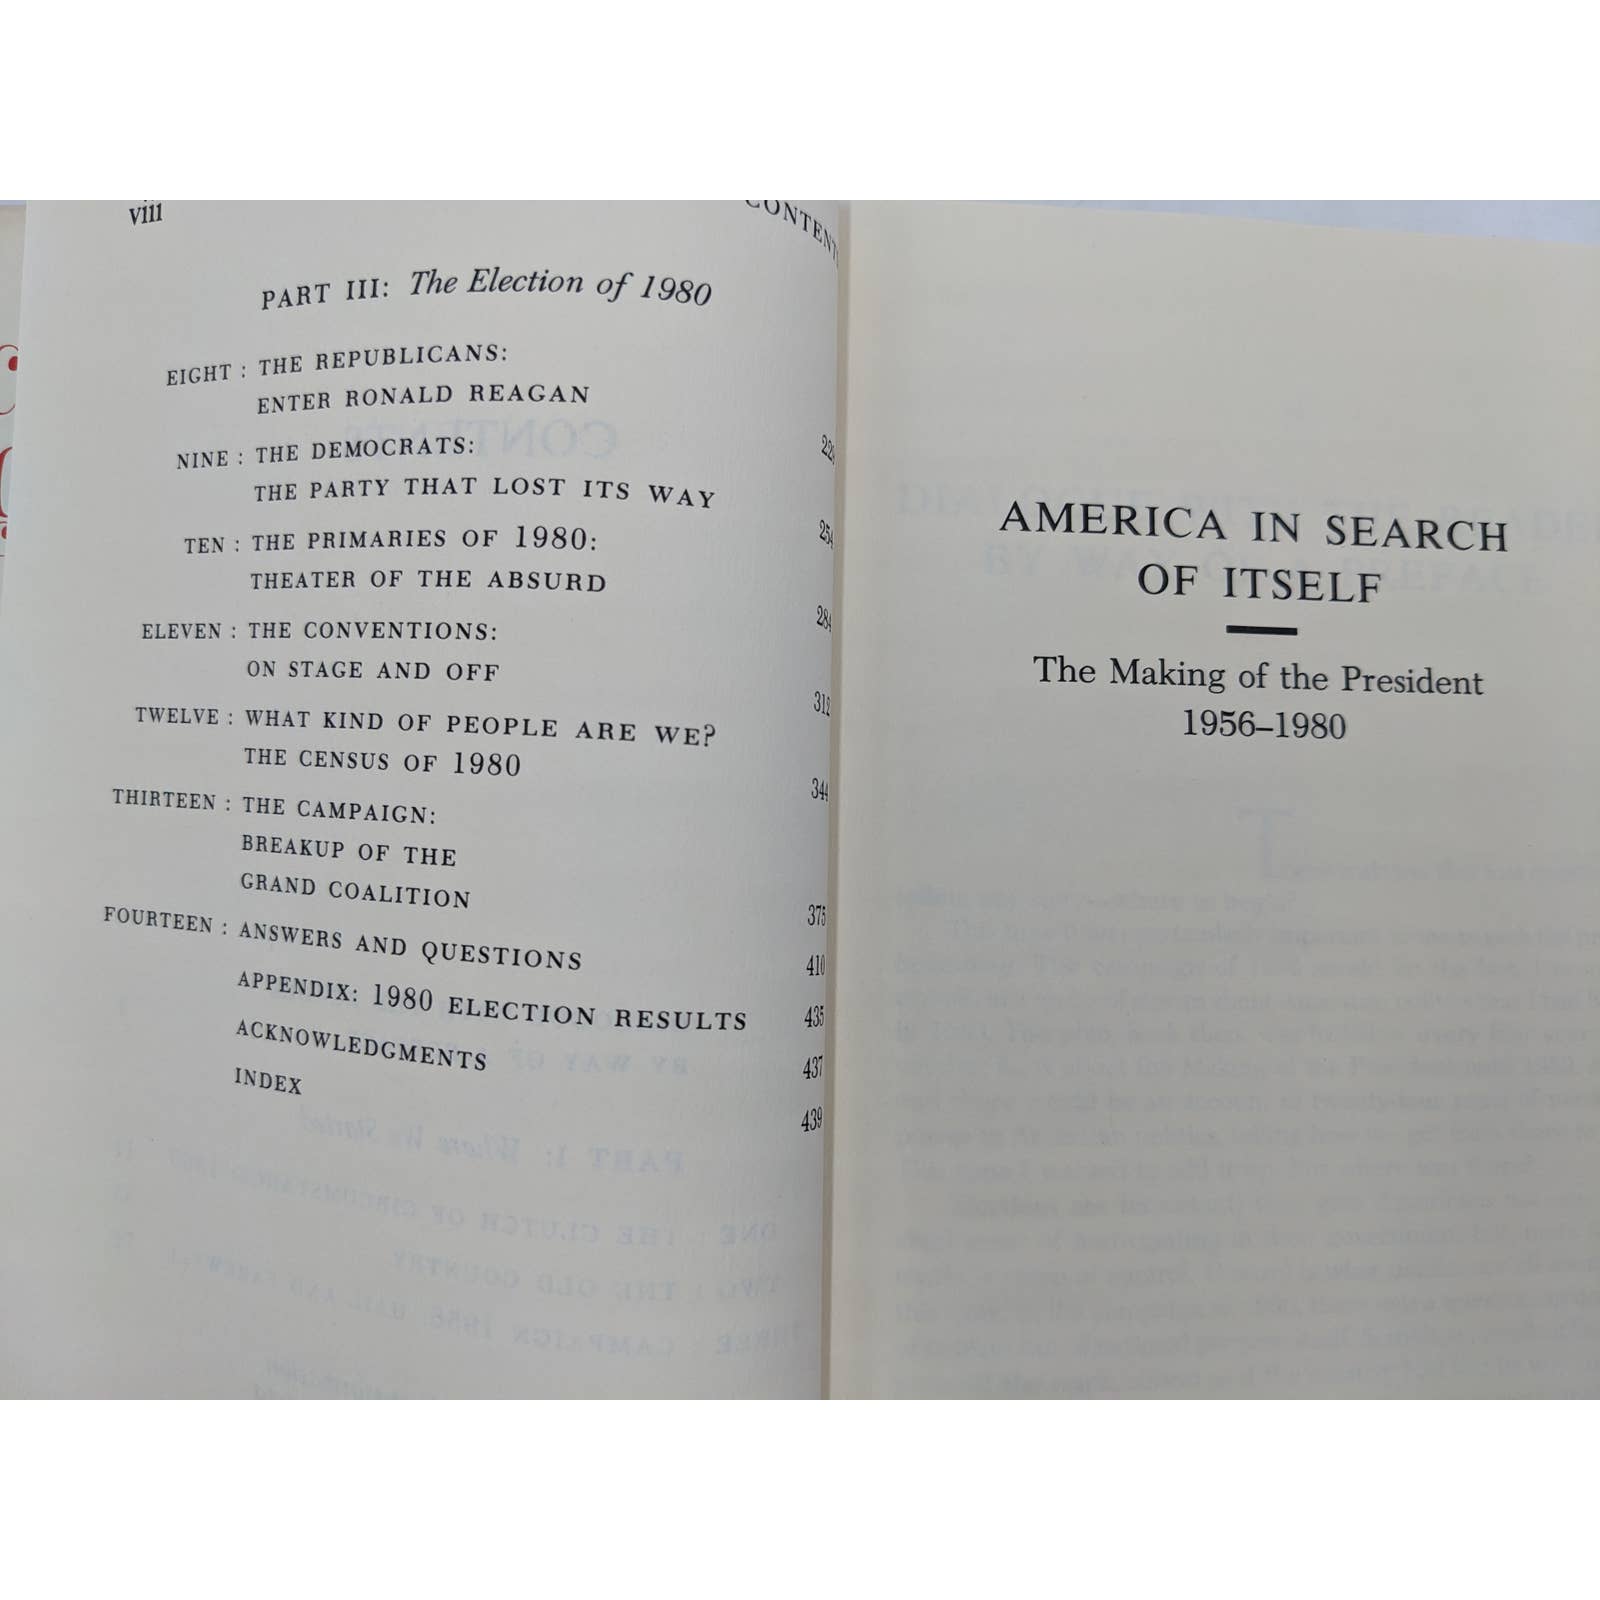 viii
PART III: The Election of 1980
EIGHT : THE REPUBLICANS:
ENTER RONALD REAGAN
NINE : THE DEMOCRATS:
THE PARTY THAT LOST ITS WAY 254
TEN : THE PRIMARIES OF 1980:
THEATER OF THE ABSURD 284
ELEVEN : THE CONVENTIONS:
ON STAGE AND OFF 312
TWELVE : WHAT KIND OF PEOPLE ARE WE?
THE CENSUS OF 1980 344
THIRTEEN : THE CAMPAIGN:
BREAKUP OF THE
GRAND COALITION 375
FOURTEEN : ANSWERS AND QUESTIONS 410
APPENDIX: 1980 ELECTION RESULTS 435
ACKNOWLEDGMENTS 437
INDEX 439
AMERICA IN SEARCH
OF ITSELF
The Making of the President
1956–1980